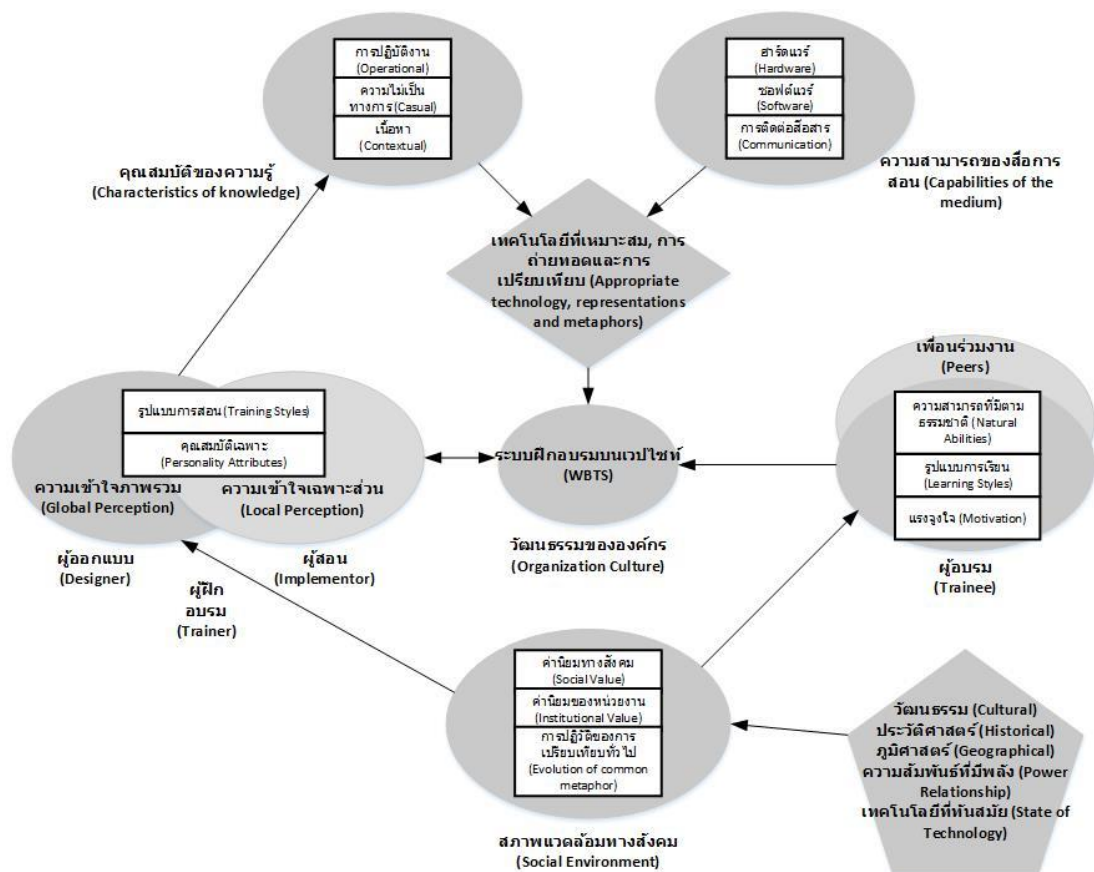 การปฏิบัติงาน
(Operational)
ความไม่เป็น
ทางการ (Casual)
เนื้อหา
(Contextual)
คุณสมบัติของความรู้
(Characteristics of knowledge)
ฮาร์ดแวร์
(Hardware)
ซอฟต์แวร์
(Software)
การติดต่อสื่อสาร
(Communication)
ความสามารถของสื่อการ
สอน (Capabilities of the
medium)
เทคโนโลยีที่เหมาะสม, การ
ถ่ายทอดและการ
เปรียบเทียบ (Appropriate
technology, representations
and metaphors)
รูปแบบการสอน (Training Styles)
คุณสมบัติเฉพาะ
(Personality Attributes)
ความเข้าใจภาพรวม
(Global Perception)
ความเข้าใจเฉพาะส่วน
(Local Perception)
ผู้ออกแบบ
(Designer)
ผู้สอน
(Implementor)
ผู้ฝึก
อบรม
(Trainer)
ระบบฝึกอบรมบนเวปไซท์
(WBTS)
วัฒนธรรมขององค์กร
(Organization Culture)
เพื่อนร่วมงาน
(Peers)
ความสามารถที่มีตาม
ธรรมชาติ (Natural
Abilities)
รูปแบบการเรียน
(Learning Styles)
แรงจูงใจ (Motivation)
ผู้อบรม
(Trainee)
ค่านิยมทางสังคม
(Social Value)
ค่านิยมของหน่วยงาน
(Institutional Value)
การปฏิวัติของการ
เปรียบเทียบทั่วไป
(Evolution of common
metaphor)
สภาพแวดล้อมทางสังคม
(Social Environment)
วัฒนธรรม (Cultural)
ประวัติศาสตร์ (Historical)
ภูมิศาสตร์ (Geographical)
ความสัมพันธ์ที่มีพลัง (Power
Relationship)
เทคโนโลยีที่ทันสมัย (State of
Technology)